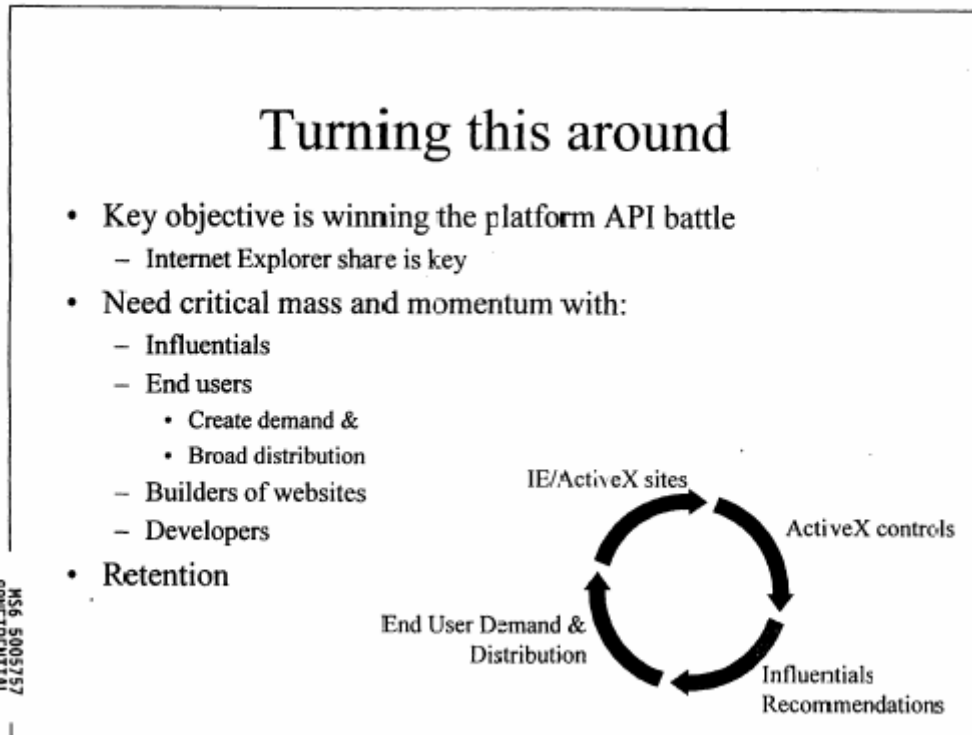 Turning this around
• Key objective is winning the platform API battle
– Internet Explorer share is key
• Need critical mass and momentum with:
– Influentials
– End users
• Create demand &
• Broad distribution
– Builders of websites
– Developers
• Retention
IE/ActiveX sites
ActiveX controls
End User Demand &
Distribution
Influentials
Recommendations
MS6 5005757
CONFIDENTIAL